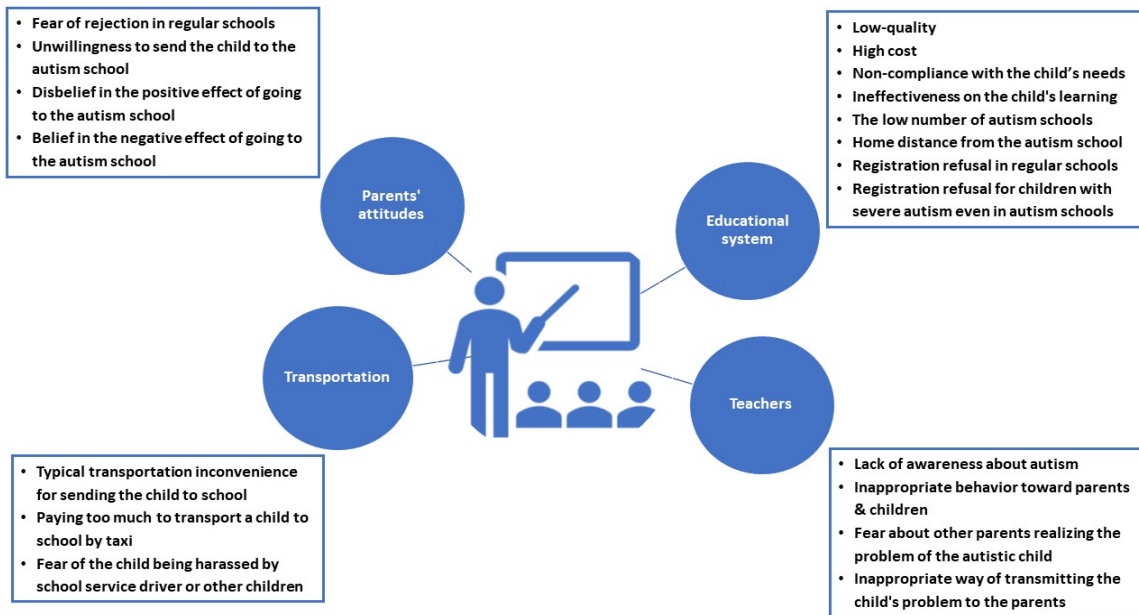 • Fear of rejection in regular schools
• Unwillingness to send the child to the
autism school
• Disbelief in the positive effect of going
to the autism school
• Belief in the negative effect of going to
the autism school
Parents'
attitudes
• Low-quality
• High cost
• Non-compliance with the child’s needs
• Ineffectiveness on the child's learning
• The low number of autism schools
• Home distance from the autism school
• Registration refusal in regular schools
• Registration refusal for children with
severe autism even in autism schools
Educational
system
Transportation
• Typical transportation inconvenience
for sending the child to school
• Paying too much to transport a child to
school by taxi
• Fear of the child being harassed by
school service driver or other children
Teachers
• Lack of awareness about autism
• Inappropriate behavior toward parents
& children
• Fear about other parents realizing the
problem of the autistic child
• Inappropriate way of transmitting the
child's problem to the parents